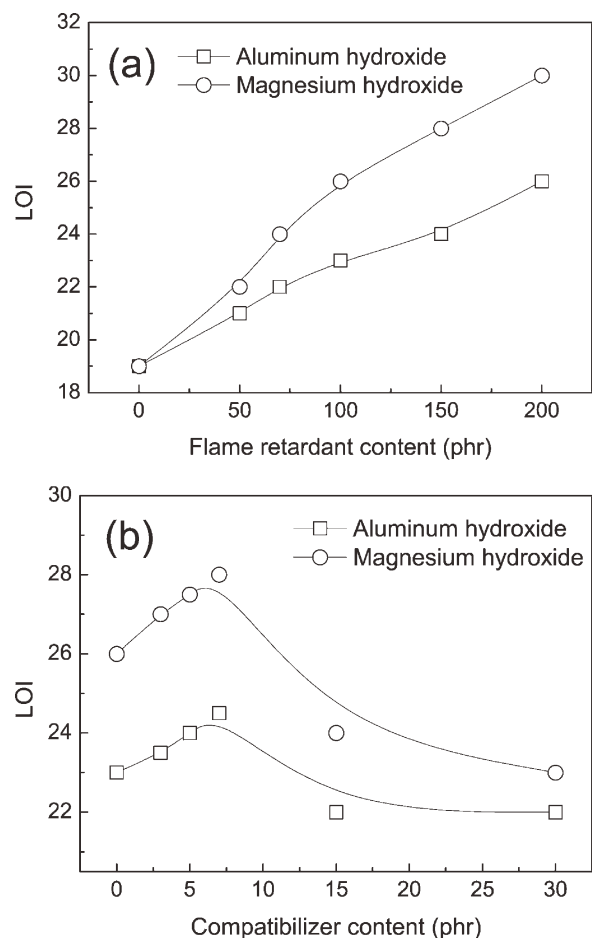 32
(a)
Aluminum hydroxide
Magnesium hydroxide
30
28
26
24
22
20
18
LOI
0 50 100 150 200
Flame retardant content (phr)
30
(b)
Aluminum hydroxide
Magnesium hydroxide
28
26
24
22
LOI
0 5 10 15 20 25 30
Compatibilizer content (phr)